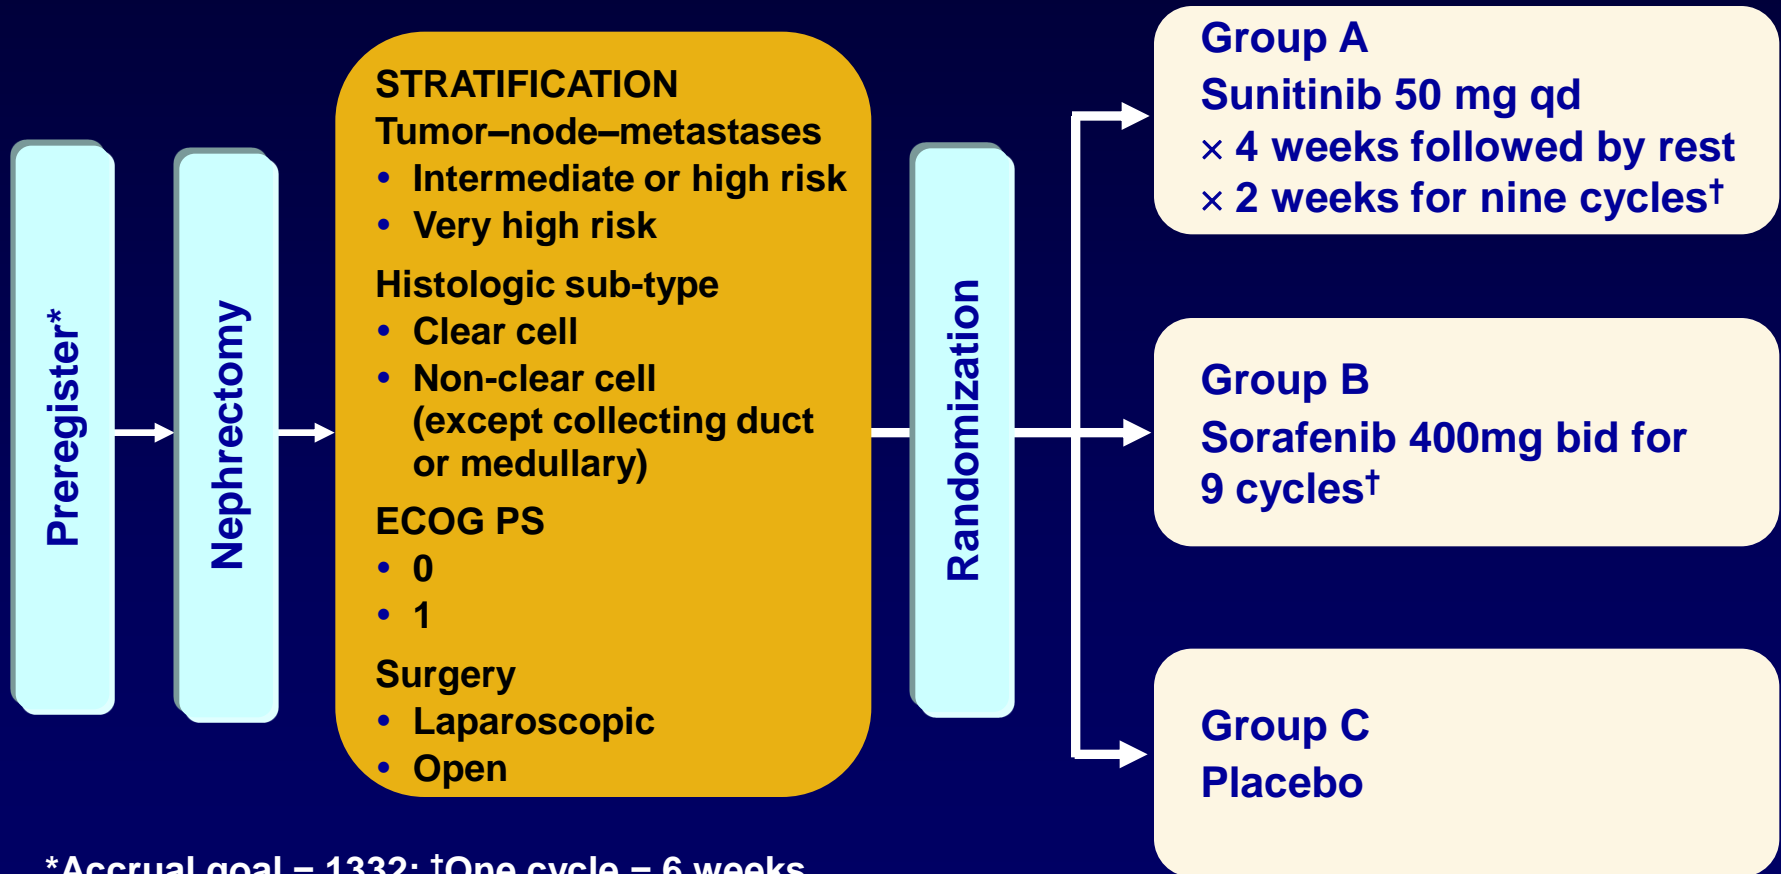 Preregister*
Nephrectomy
STRATIFICATION
Tumor–node–metastases
• Intermediate or high risk
• Very high risk
Histologic sub-type
• Clear cell
• Non-clear cell
(except collecting duct
or medullary)
ECOG PS
• 0
• 1
Surgery
• Laparoscopic
• Open
Randomization
Group A
Sunitinib 50 mg qd
× 4 weeks followed by rest
× 2 weeks for nine cycles†
Group B
Sorafenib 400mg bid for
9 cycles†
Group C
Placebo
*Accrual goal = 1332; †One cycle = 6 weeks